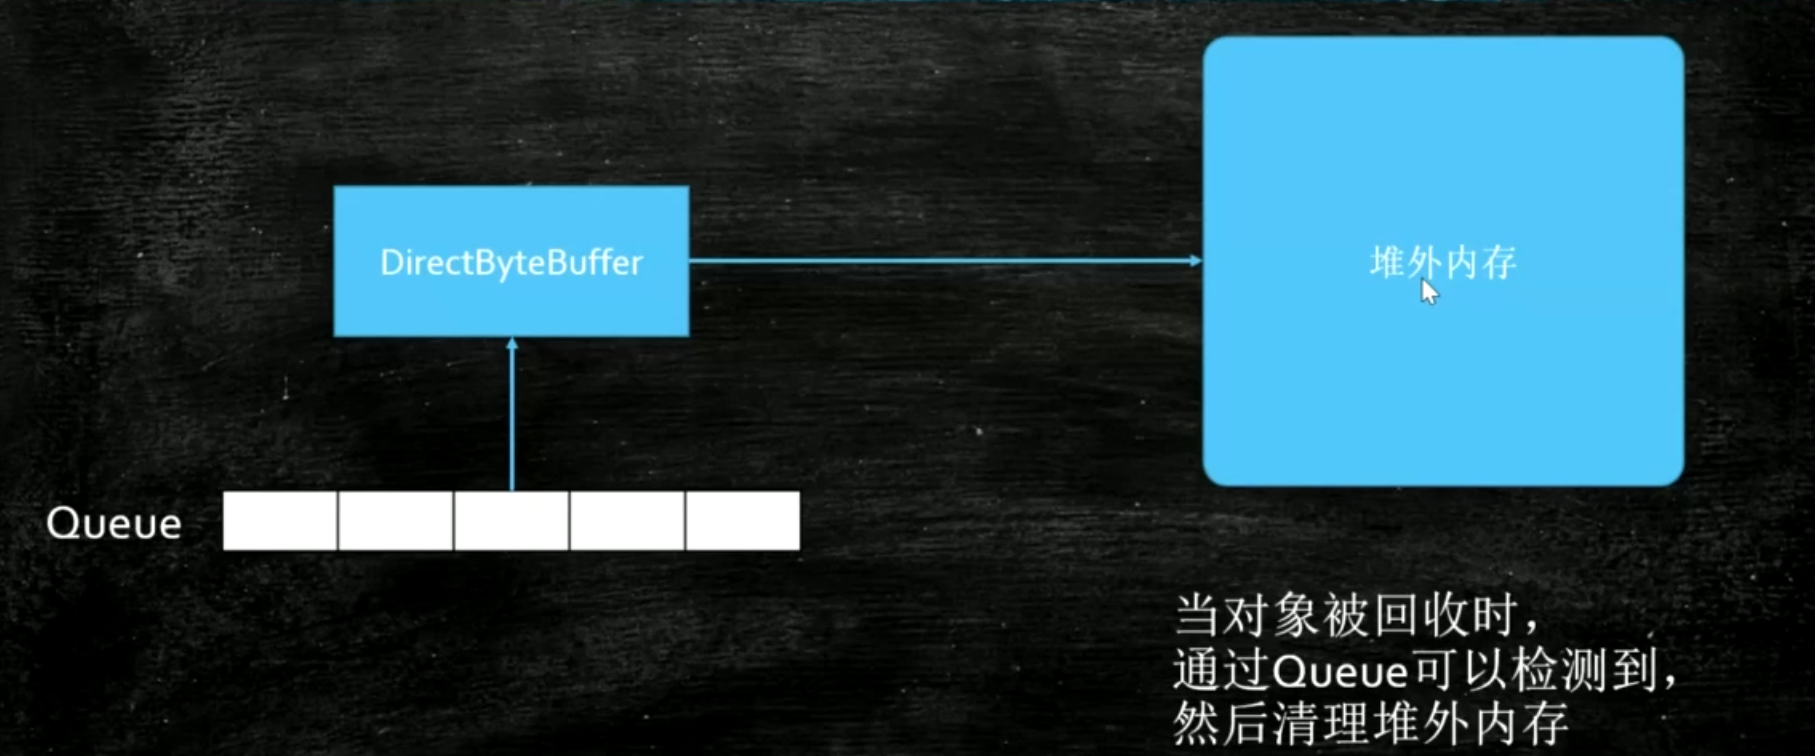 DirectByteBuffer
堆外内存
Queue
当对象被回收时，
通过Queue可以检测到，
然后清理堆外内存